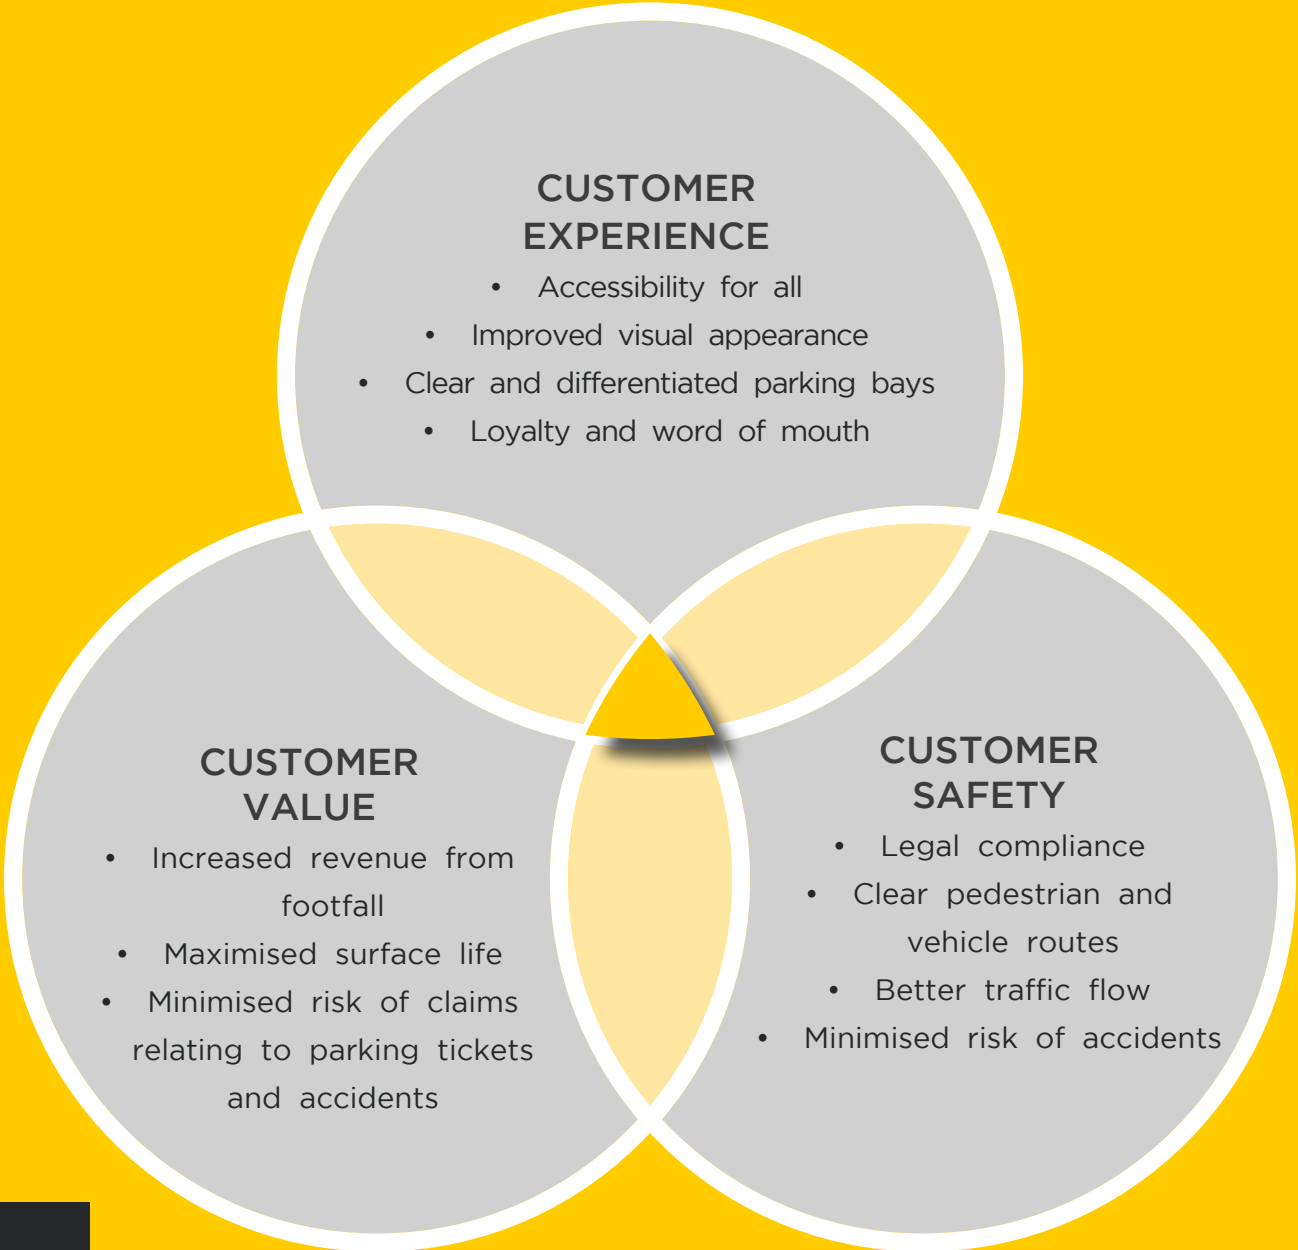 CUSTOMER
EXPERIENCE
• Accessibility for all
• Improved visual appearance
• Clear and differentiated parking bays
• Loyalty and word of mouth
CUSTOMER
VALUE
• Increased revenue from
footfall
• Maximised surface life
• Minimised risk of claims
relating to parking tickets
and accidents
CUSTOMER
SAFETY
• Legal compliance
• Clear pedestrian and
vehicle routes
• Better traffic flow
• Minimised risk of accidents